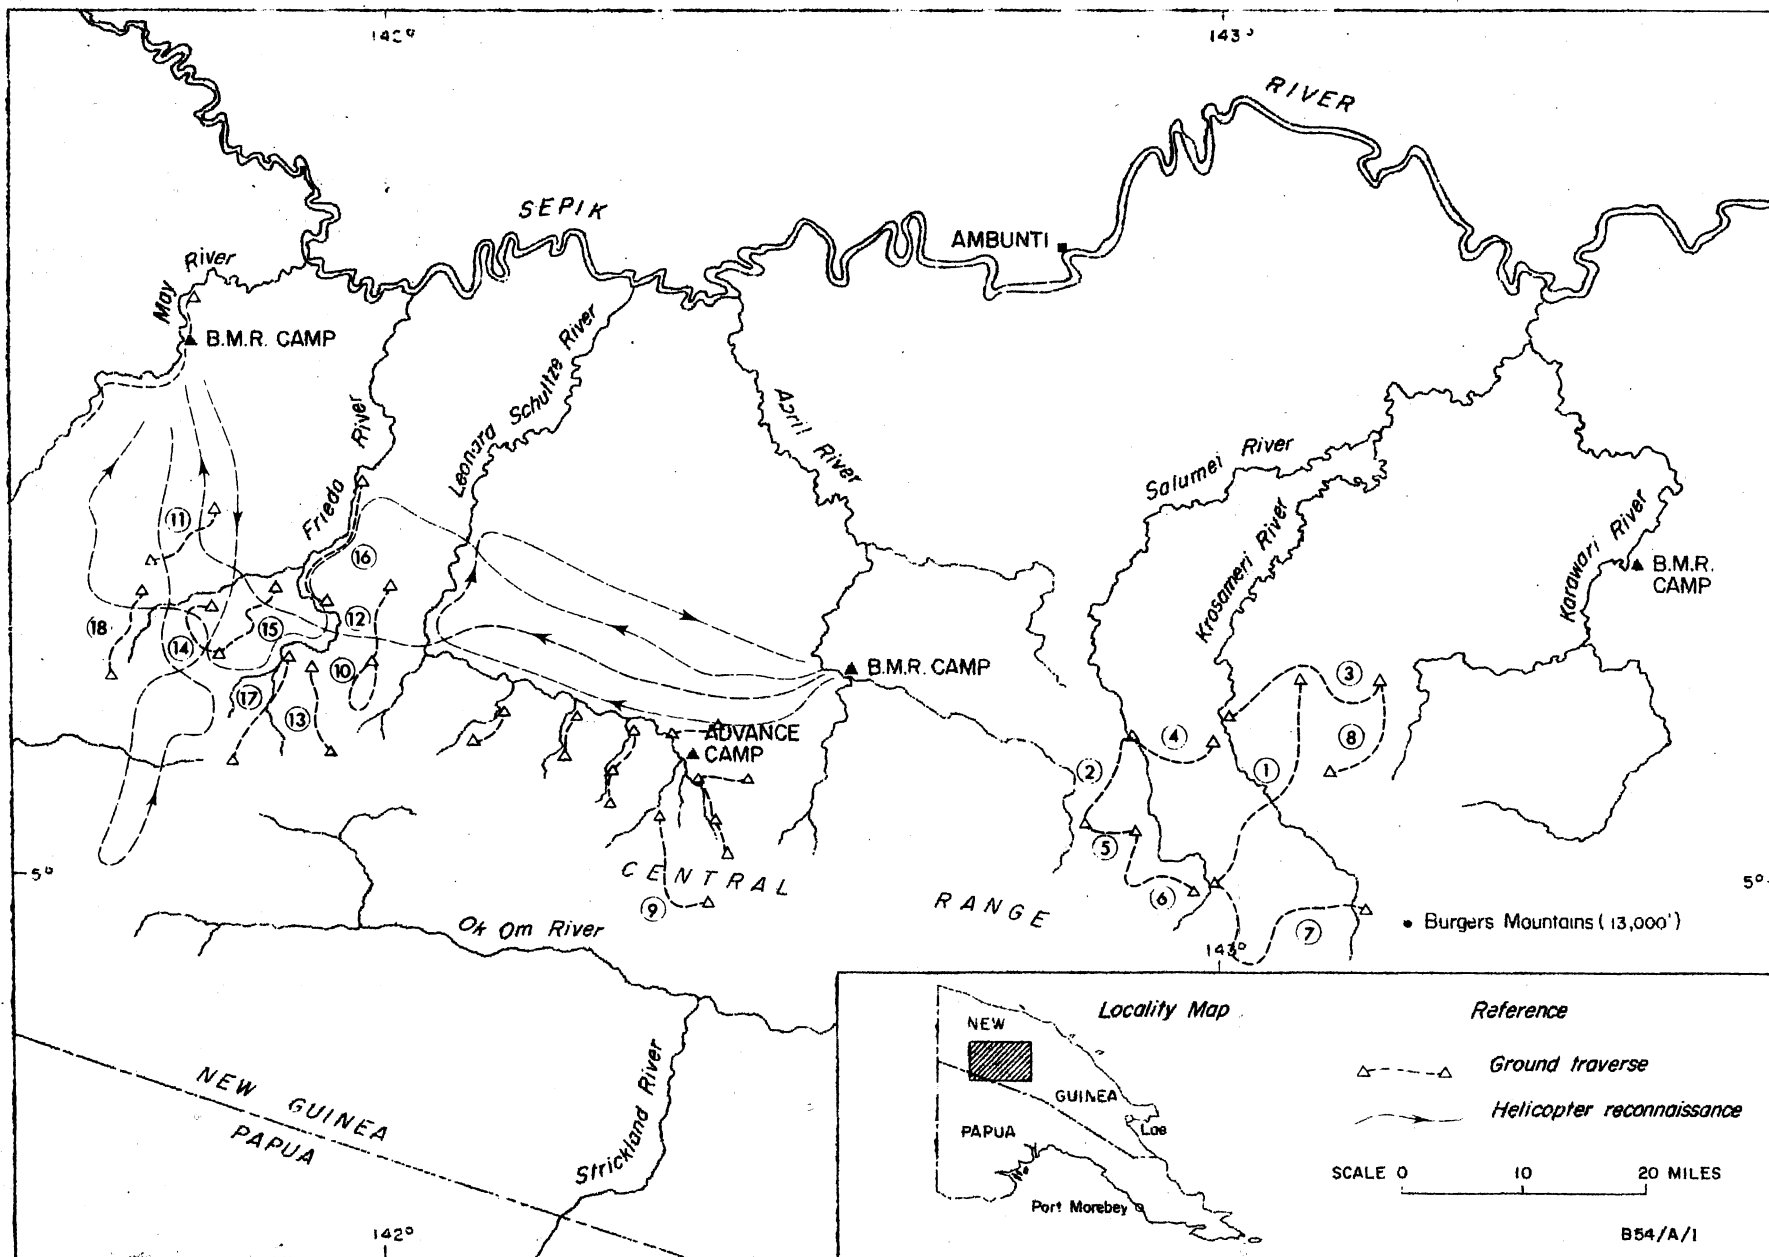 142°
143°
RIVER
SEPIK
AMBUNTI
River
May
B.M.R. CAMP
Leonara Schultze River
Frieda River
April River
Salumei River
Krosameri River
Karawari River
B.M.R.
CAMP
11
16
18
14
15
12
10
17
13
B.M.R. CAMP
ADVANCE
CAMP
3
4
8
2
1
5
6
7
9
5°
5°
CENTRAL
RANGE
Ok Om River
Burgers Mountains (13,000')
143°
Strickland River
NEW GUINEA
PAPUA
142°
Locality Map
NEW
GUINEA
PAPUA
Lae
Port Moresbey
Reference
Ground traverse
Helicopter reconnaissance
SCALE 0 10 20 MILES
B54/A/1